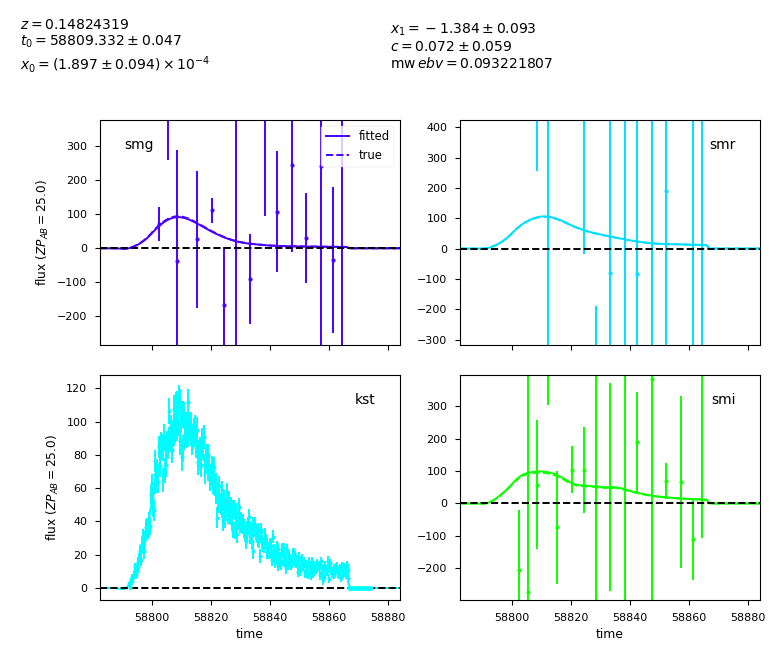 z = 0.14824319
t₀ = 58809.332 ± 0.047
x₀ = (1.897 ± 0.094) × 10⁻⁴
x₁ = −1.384 ± 0.093
c = 0.072 ± 0.059
mw ebv = 0.093221807
smg
fitted
true
300
200
100
0
−100
−200
flux (ZP_AB = 25.0)
smr
400
300
200
100
0
−100
−200
−300
kst
120
100
80
60
40
20
0
flux (ZP_AB = 25.0)
58800
58820
58840
58860
58880
time
smi
300
200
100
0
−100
−200
58800
58820
58840
58860
58880
time